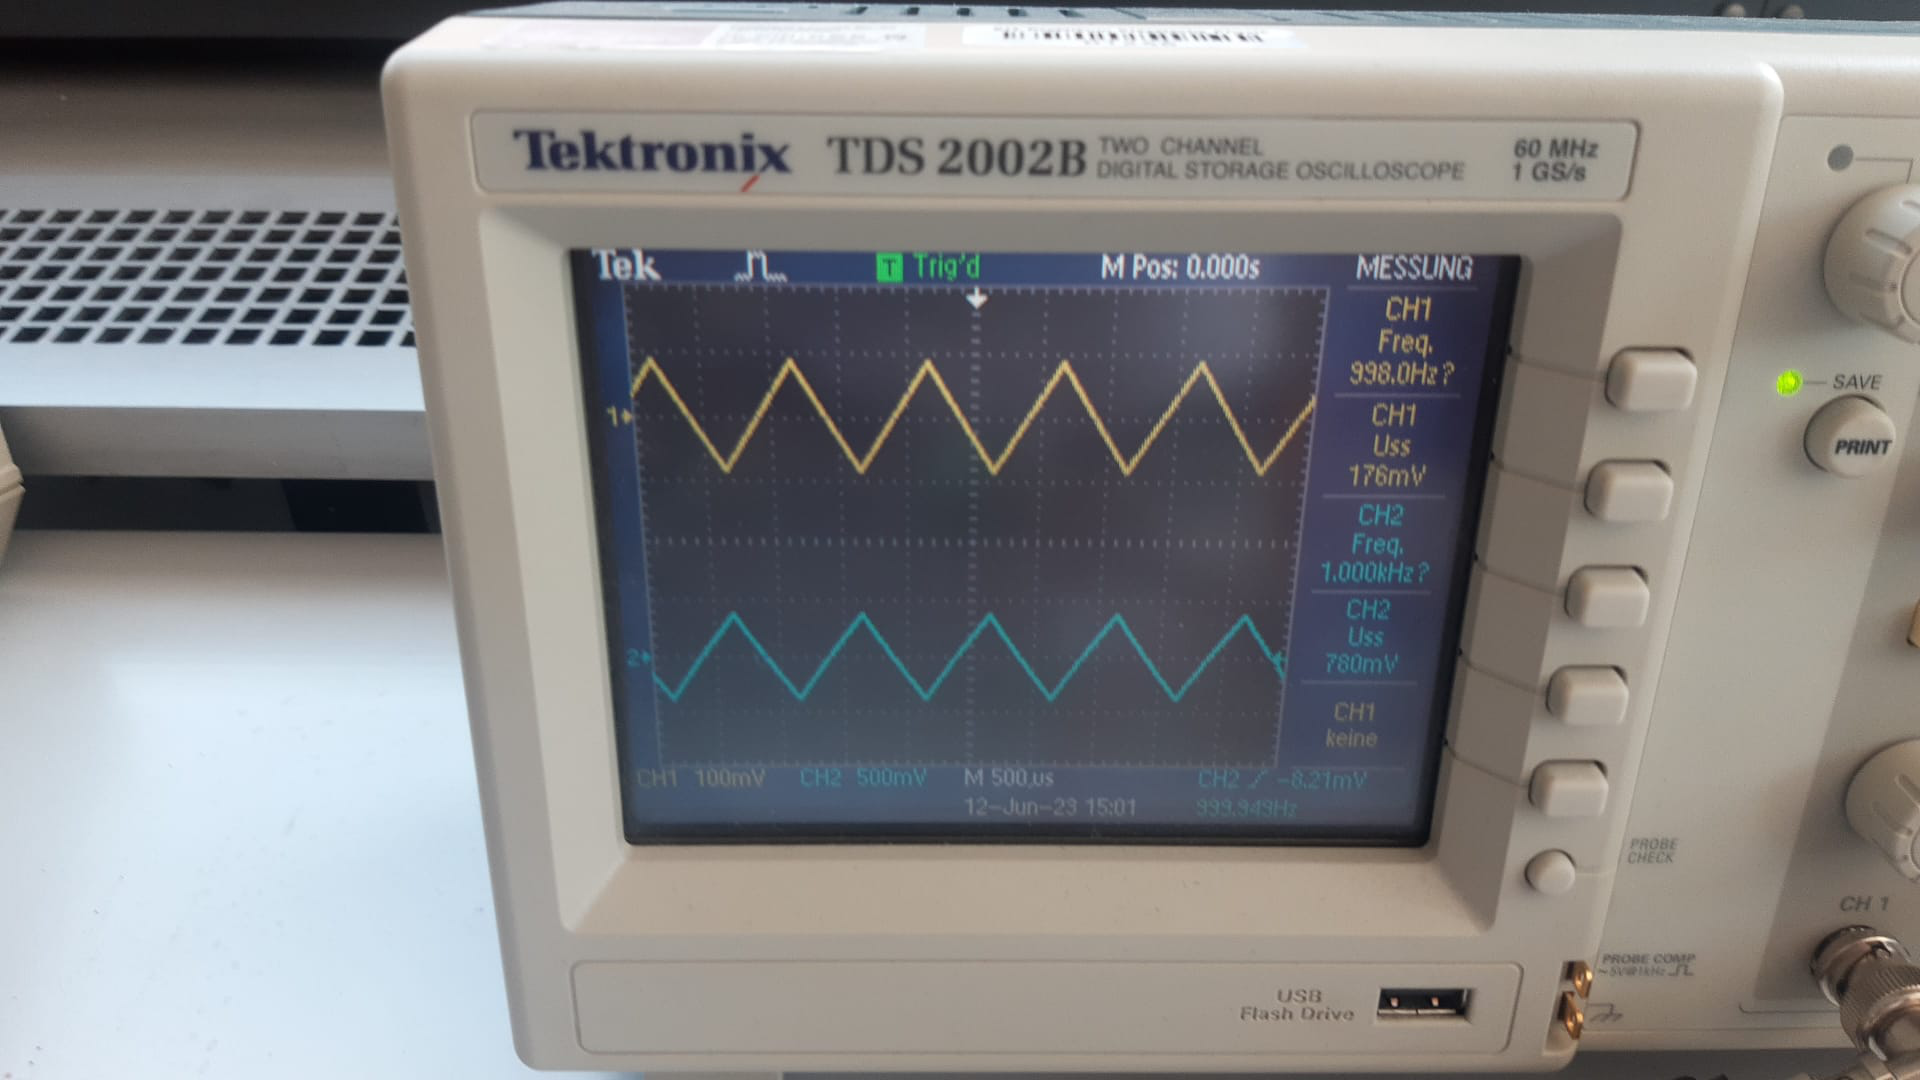 Tektronix TDS 2002B TWO CHANNEL
DIGITAL STORAGE OSCILLOSCOPE
60 MHz
1 GS/s
Tek
T Trig'd
M Pos: 0.000s
MESSUNG
CH1
Freq.
998.0Hz?
CH1
Uss
176mV
CH2
Freq.
1.000kHz?
CH2
Uss
780mV
CH1
keine
1
2
CH1 100mV
CH2 500mV
M 500us
CH2 -8.21mV
12-Jun-23 15:01
999.949Hz
SAVE
PRINT
PROBE
CHECK
CH 1
PROBE COMP
~5V@1kHz
USB
Flash Drive